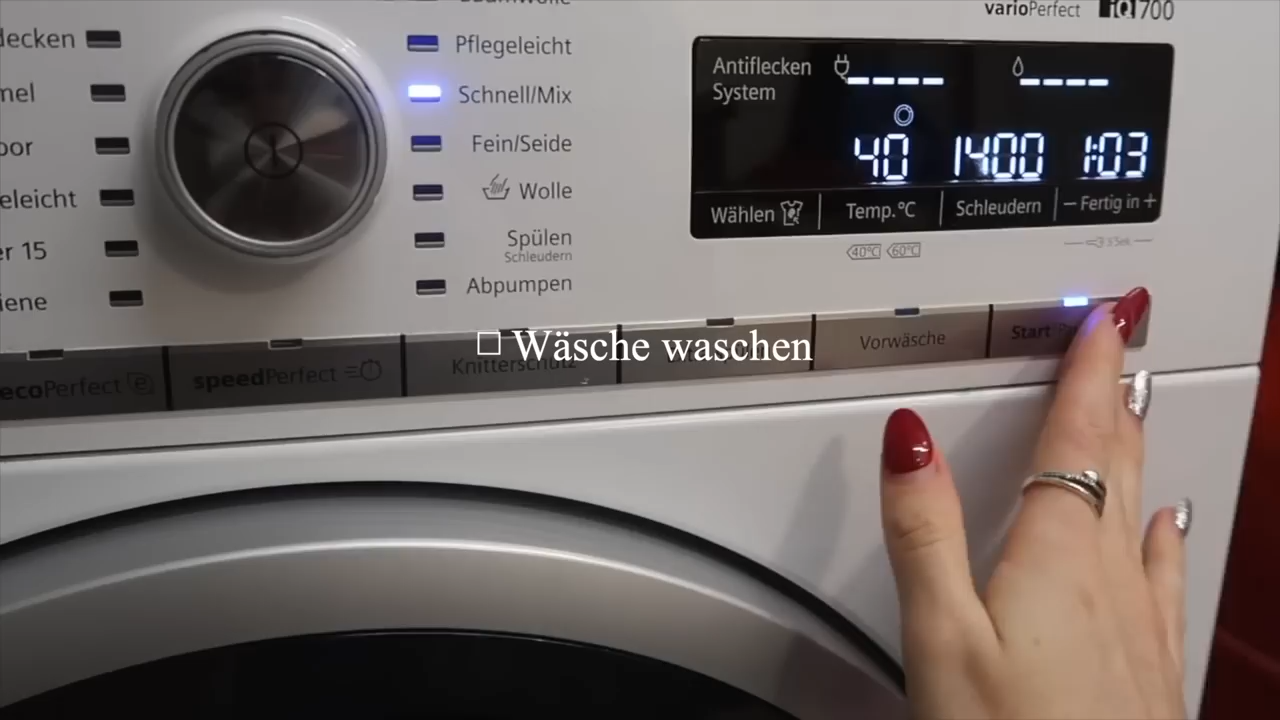 varioPerfect iQ700
decken
Pflegeleicht
Antiflecken
System
mel
Schnell/Mix
oor
Fein/Seide
40 1400 1:03
eleicht
Wolle
Wählen Temp.°C Schleudern – Fertig in +
er 15
Spülen
Schleudern
40°C 60°C
3 Sek
iene
Abpumpen
ecoPerfect speedPerfect Knitterschutz Vorwäsche Start
☐ Wäsche waschen